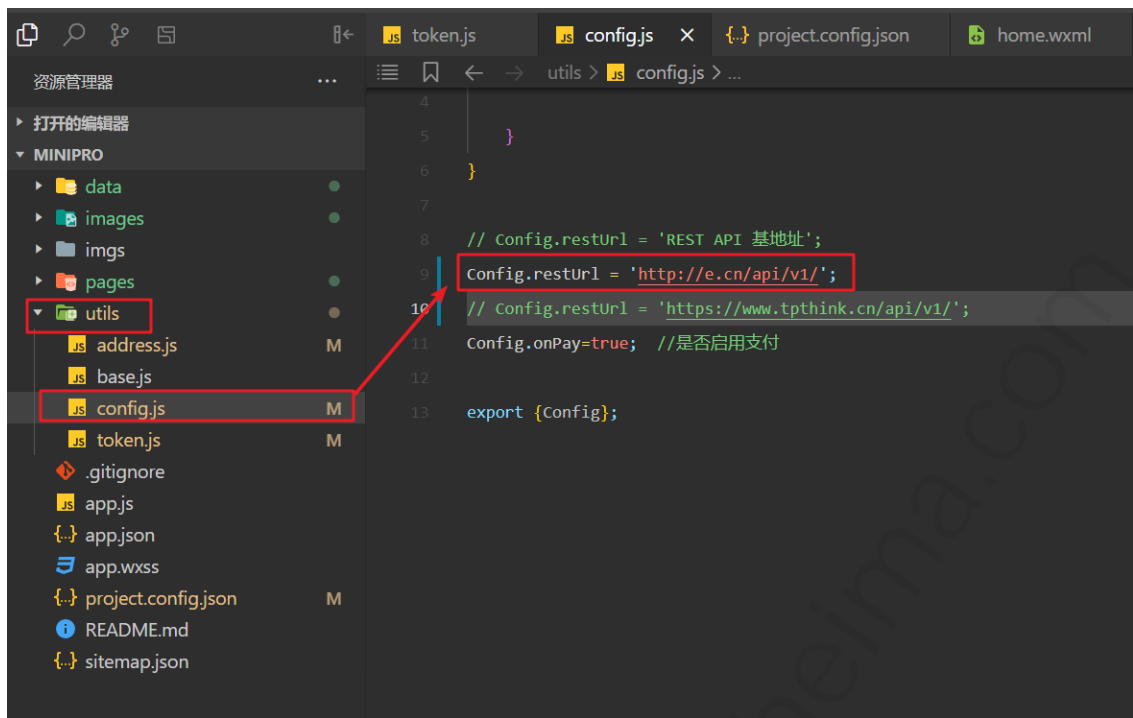 token.js
config.js
project.config.json
home.wxml
资源管理器
utils > config.js > ...
打开的编辑器
MINIPRO
data
images
imgs
pages
utils
address.js M
base.js
config.js M
token.js M
.gitignore
app.js
app.json
app.wxss
project.config.json M
README.md
sitemap.json
4
5 }
6 }
7
8 // Config.restUrl = 'REST API 基地址';
9 Config.restUrl = 'http://e.cn/api/v1/';
10 // Config.restUrl = 'https://www.tpthink.cn/api/v1/';
11 Config.onPay=true; //是否启用支付
12
13 export {Config};